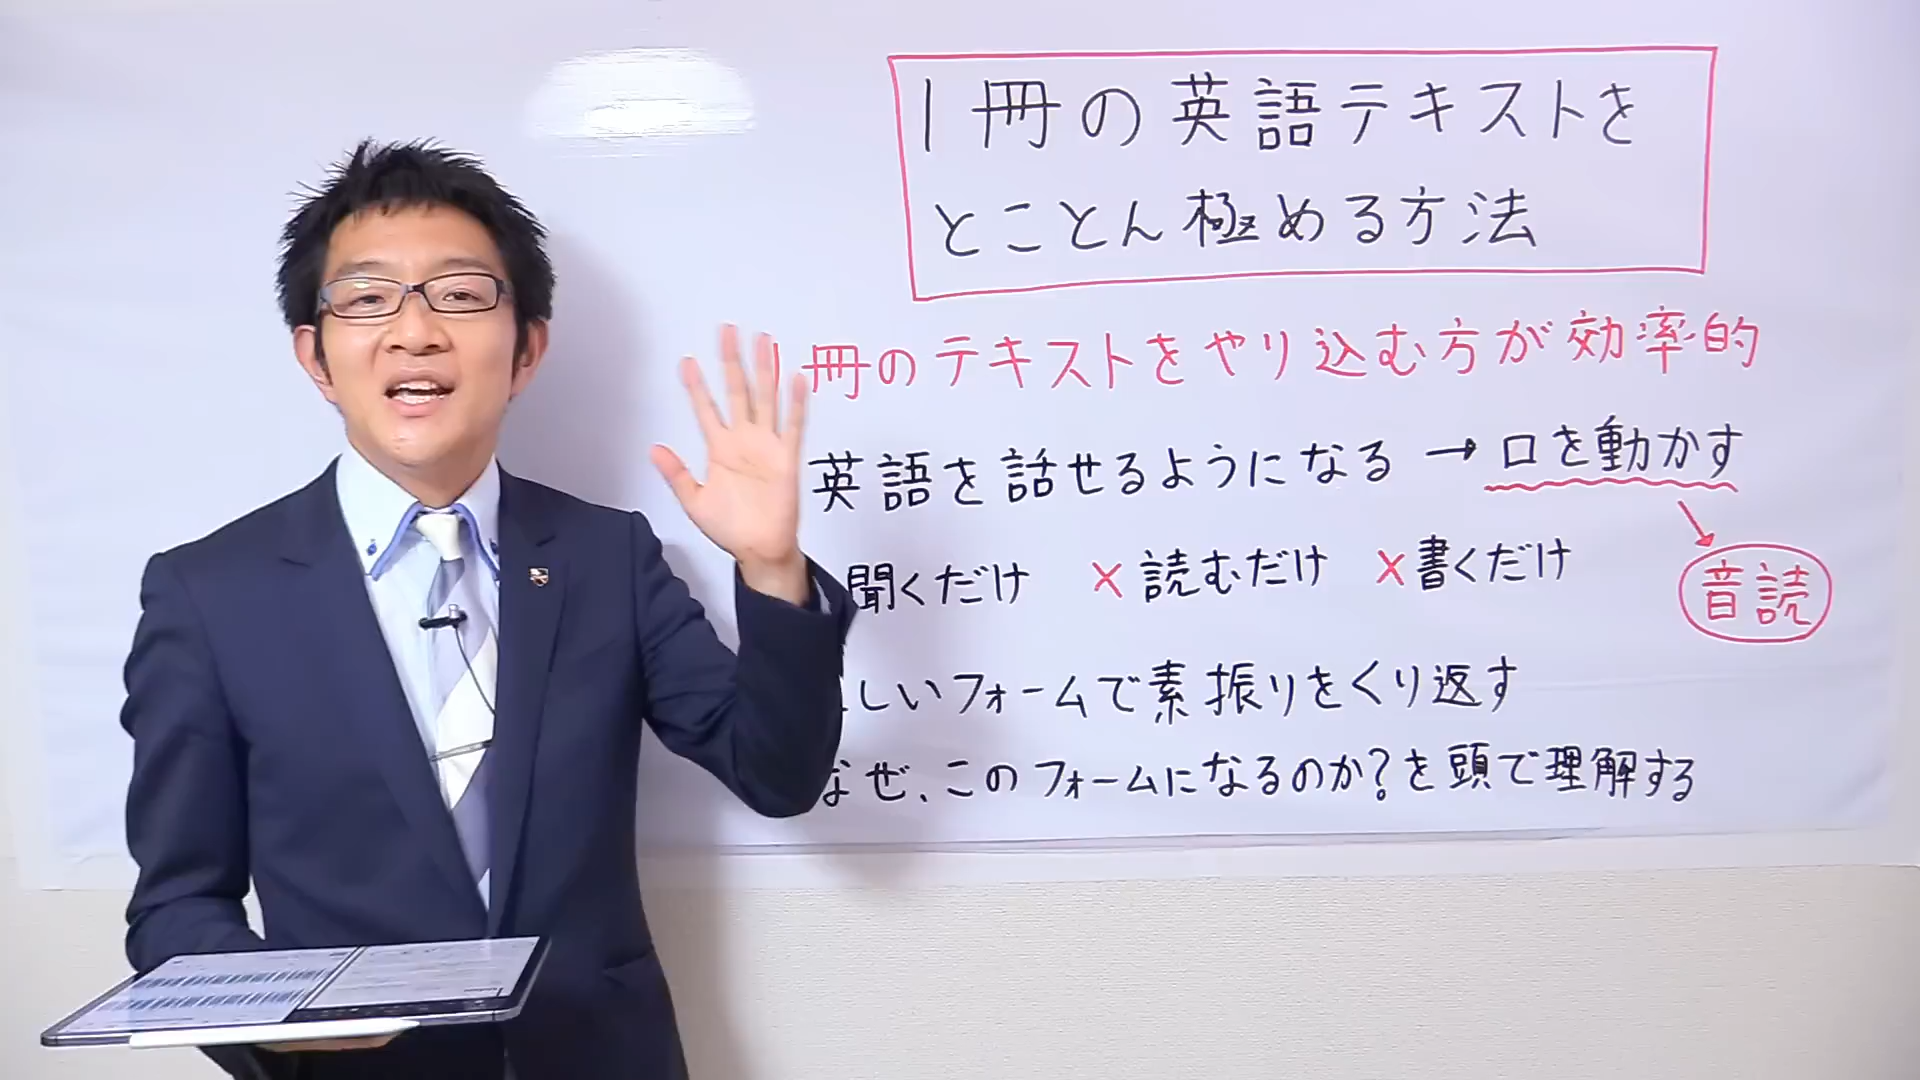 1冊の英語テキストを
とことん極める方法
1冊のテキストをやり込む方が効率的
英語を話せるようになる → 口を動かす
聞くだけ ×読むだけ ×書くだけ
音読
しいフォームで素振りをくり返す
なぜ、このフォームになるのか?を頭で理解する